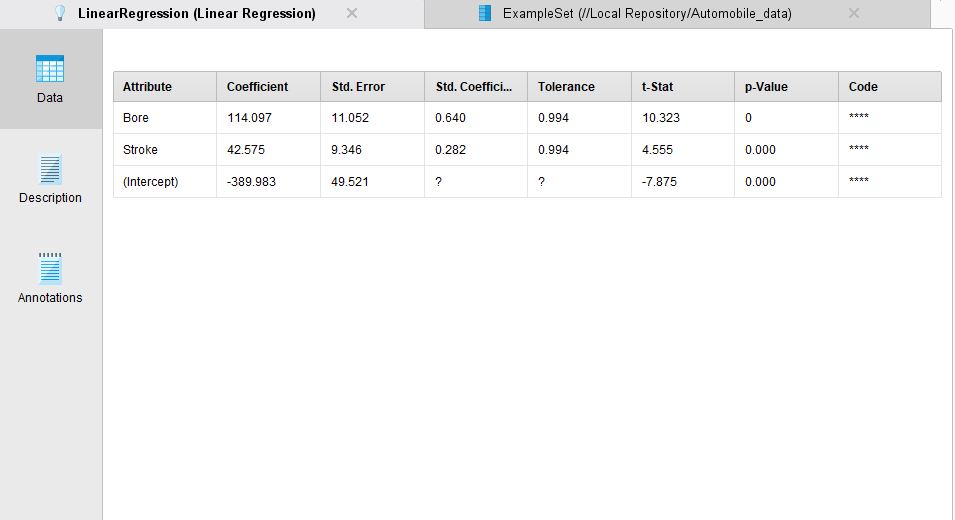 LinearRegression (Linear Regression)
ExampleSet (//Local Repository/Automobile_data)
Data
Description
Annotations
Attribute Coefficient Std. Error Std. Coeffici... Tolerance t-Stat p-Value Code
Bore 114.097 11.052 0.640 0.994 10.323 0 ****
Stroke 42.575 9.346 0.282 0.994 4.555 0.000 ****
(Intercept) -389.983 49.521 ? ? -7.875 0.000 ****